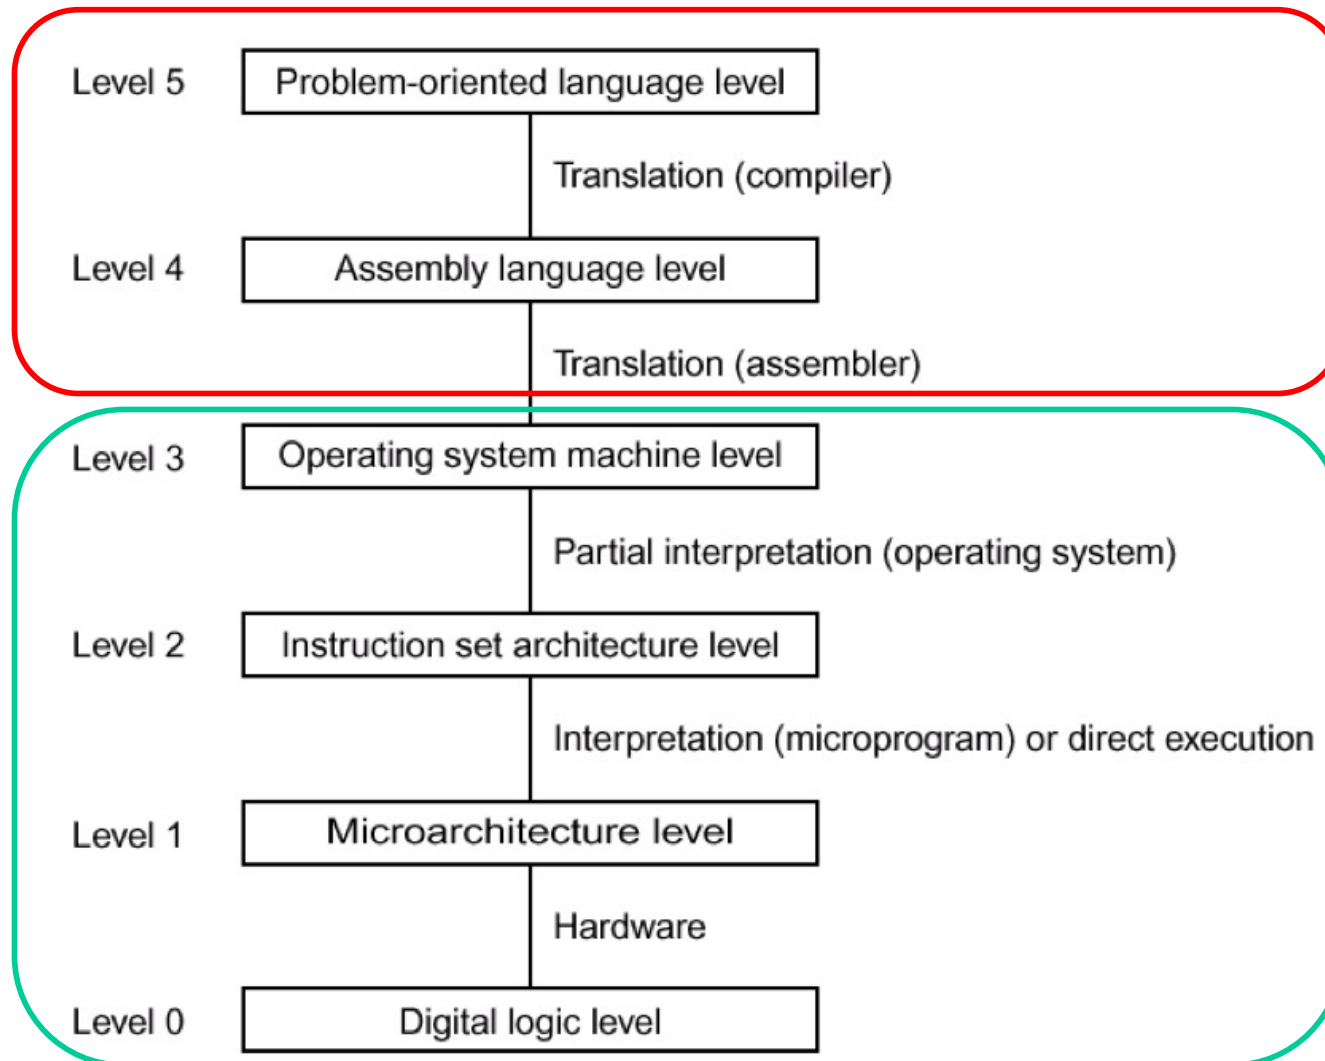 Level 5 Problem-oriented language level
Translation (compiler)
Level 4 Assembly language level
Translation (assembler)
Level 3 Operating system machine level
Partial interpretation (operating system)
Level 2 Instruction set architecture level
Interpretation (microprogram) or direct execution
Level 1 Microarchitecture level
Hardware
Level 0 Digital logic level